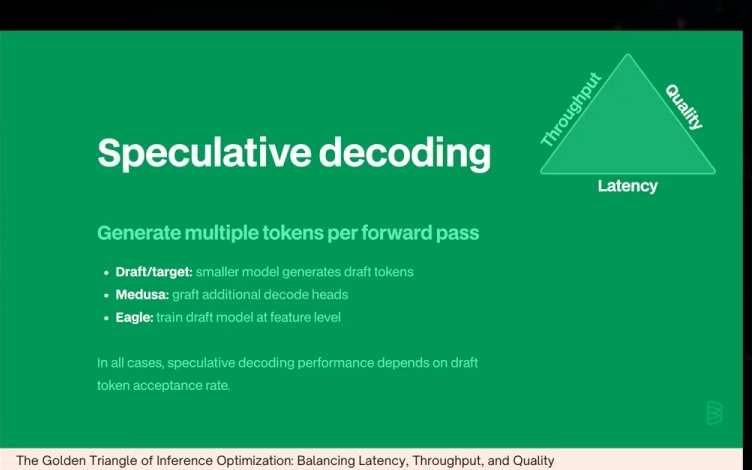 Speculative decoding
Throughput
Quality
Latency
Generate multiple tokens per forward pass
• Draft/target: smaller model generates draft tokens
• Medusa: graft additional decode heads
• Eagle: train draft model at feature level
In all cases, speculative decoding performance depends on draft
token acceptance rate.
The Golden Triangle of Inference Optimization: Balancing Latency, Throughput, and Quality